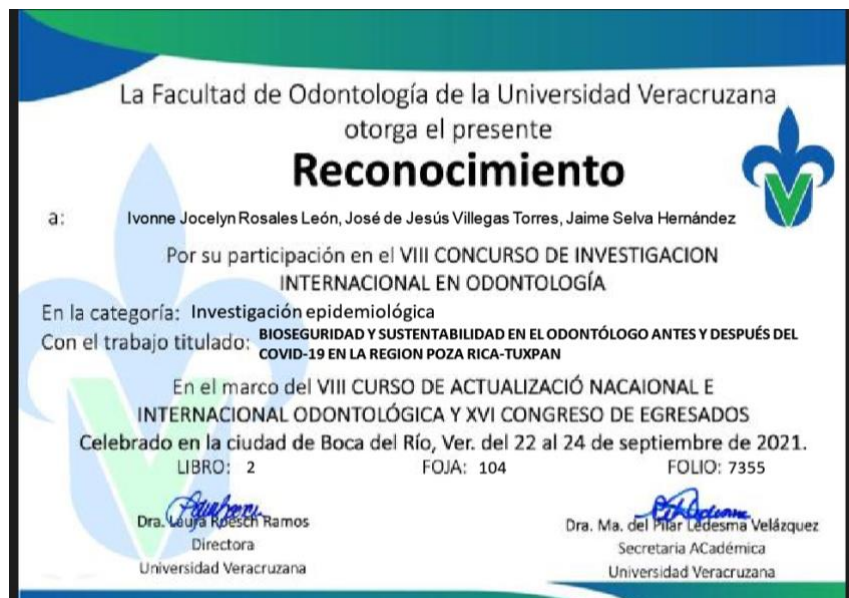 La Facultad de Odontología de la Universidad Veracruzana
otorga el presente
Reconocimiento
a: Ivonne Jocelyn Rosales León, José de Jesús Villegas Torres, Jaime Selva Hernández
Por su participación en el VIII CONCURSO DE INVESTIGACION
INTERNACIONAL EN ODONTOLOGÍA
En la categoría: Investigación epidemiológica
Con el trabajo titulado: BIOSEGURIDAD Y SUSTENTABILIDAD EN EL ODONTÓLOGO ANTES Y DESPUÉS DEL
COVID-19 EN LA REGION POZA RICA-TUXPAN
En el marco del VIII CURSO DE ACTUALIZACIÓ NACAIONAL E
INTERNACIONAL ODONTOLÓGICA Y XVI CONGRESO DE EGRESADOS
Celebrado en la ciudad de Boca del Río, Ver. del 22 al 24 de septiembre de 2021.
LIBRO: 2 FOJA: 104 FOLIO: 7355
Dra. Laura Roesch Ramos
Directora
Universidad Veracruzana
Dra. Ma. del Pilar Ledesma Velázquez
Secretaria ACadémica
Universidad Veracruzana